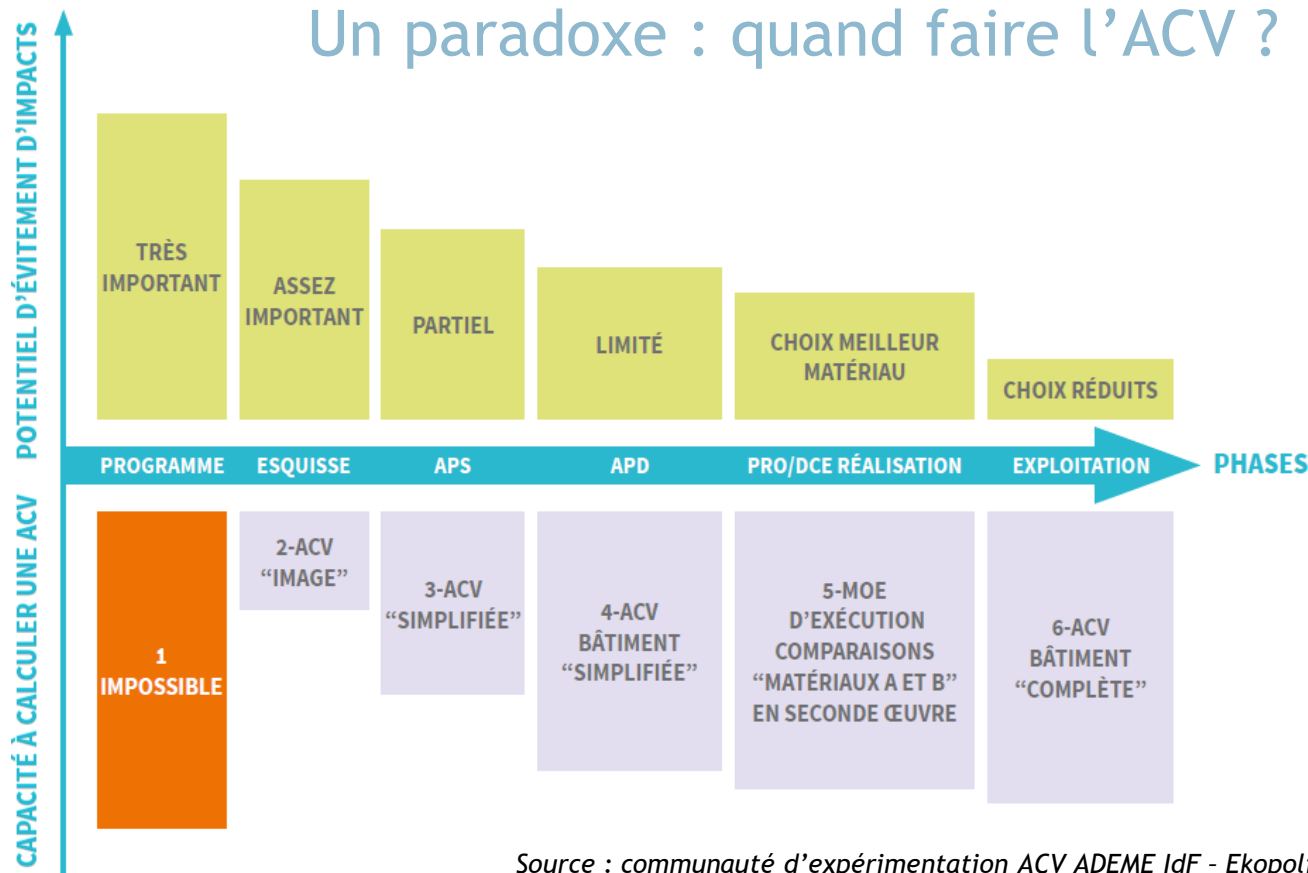 Un paradoxe : quand faire l’ACV ?
POTENTIEL D’ÉVITEMENT D’IMPACTS
TRÈS
IMPORTANT
ASSEZ
IMPORTANT
PARTIEL
LIMITÉ
CHOIX MEILLEUR
MATÉRIAU
CHOIX RÉDUITS
PROGRAMME
ESQUISSE
APS
APD
PRO/DCE RÉALISATION
EXPLOITATION
PHASES
CAPACITÉ À CALCULER UNE ACV
1
IMPOSSIBLE
2-ACV
“IMAGE”
3-ACV
“SIMPLIFIÉE”
4-ACV
BÂTIMENT
“SIMPLIFIÉE”
5-MOE
D’EXÉCUTION
COMPARAISONS
“MATÉRIAUX A ET B”
EN SECONDE ŒUVRE
6-ACV
BÂTIMENT
“COMPLÈTE”
Source : communauté d’expérimentation ACV ADEME IdF – Ekopoli